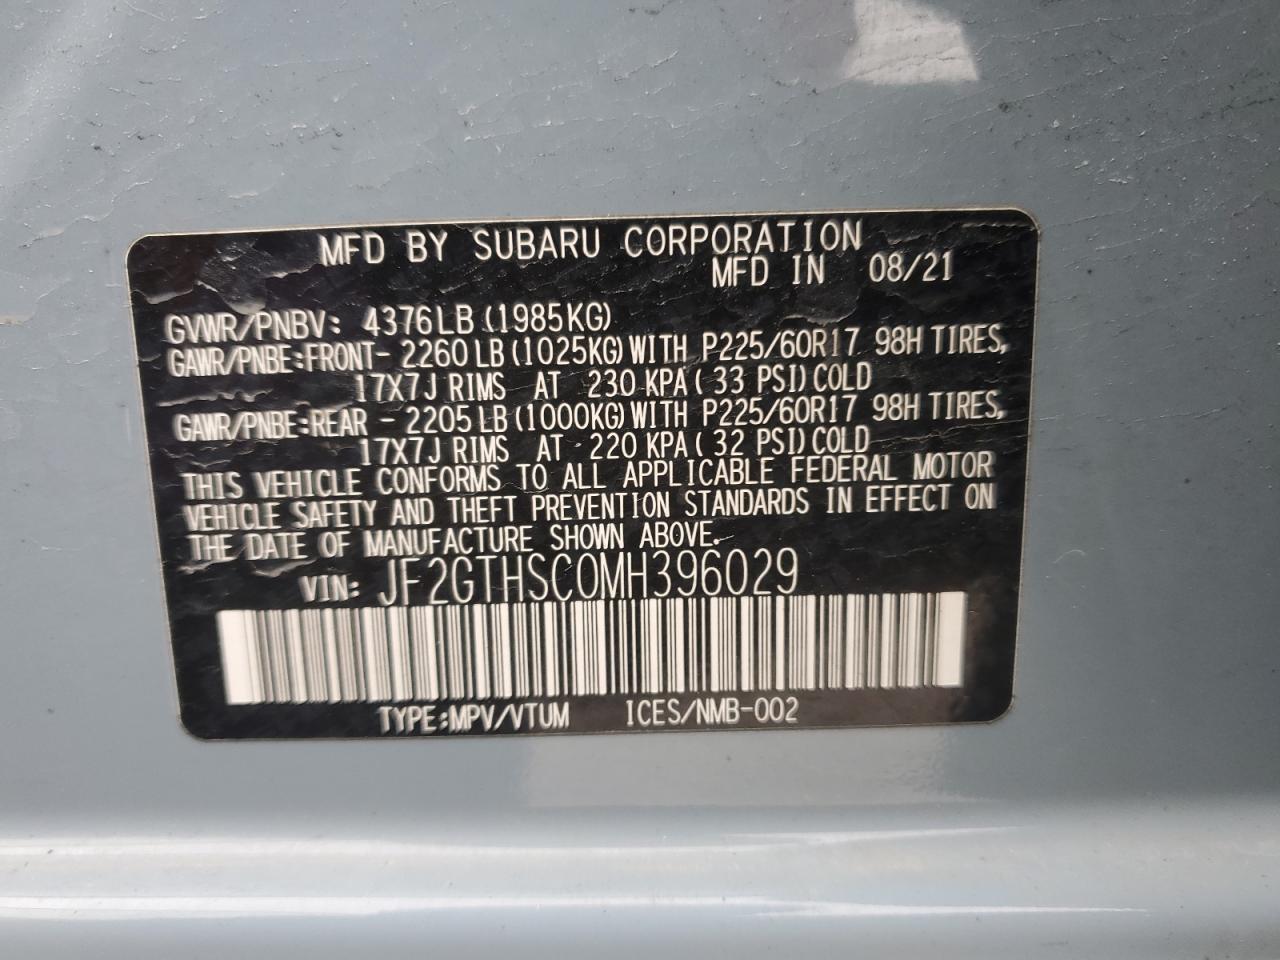 MFD BY SUBARU CORPORATION
MFD IN 08/21
GVWR/PNBV: 4376LB (1985KG)
GAWR/PNBE:FRONT- 2260LB (1025KG) WITH P225/60R17 98H TIRES,
17X7J RIMS AT 230 KPA ( 33 PSI) COLD
GAWR/PNBE:REAR - 2205LB (1000KG) WITH P225/60R17 98H TIRES,
17X7J RIMS AT 220 KPA ( 32 PSI) COLD
THIS VEHICLE CONFORMS TO ALL APPLICABLE FEDERAL MOTOR
VEHICLE SAFETY AND THEFT PREVENTION STANDARDS IN EFFECT ON
THE DATE OF MANUFACTURE SHOWN ABOVE.
VIN: JF2GTHSC0MH396029
TYPE:MPV/VTUM ICES/NMB-002